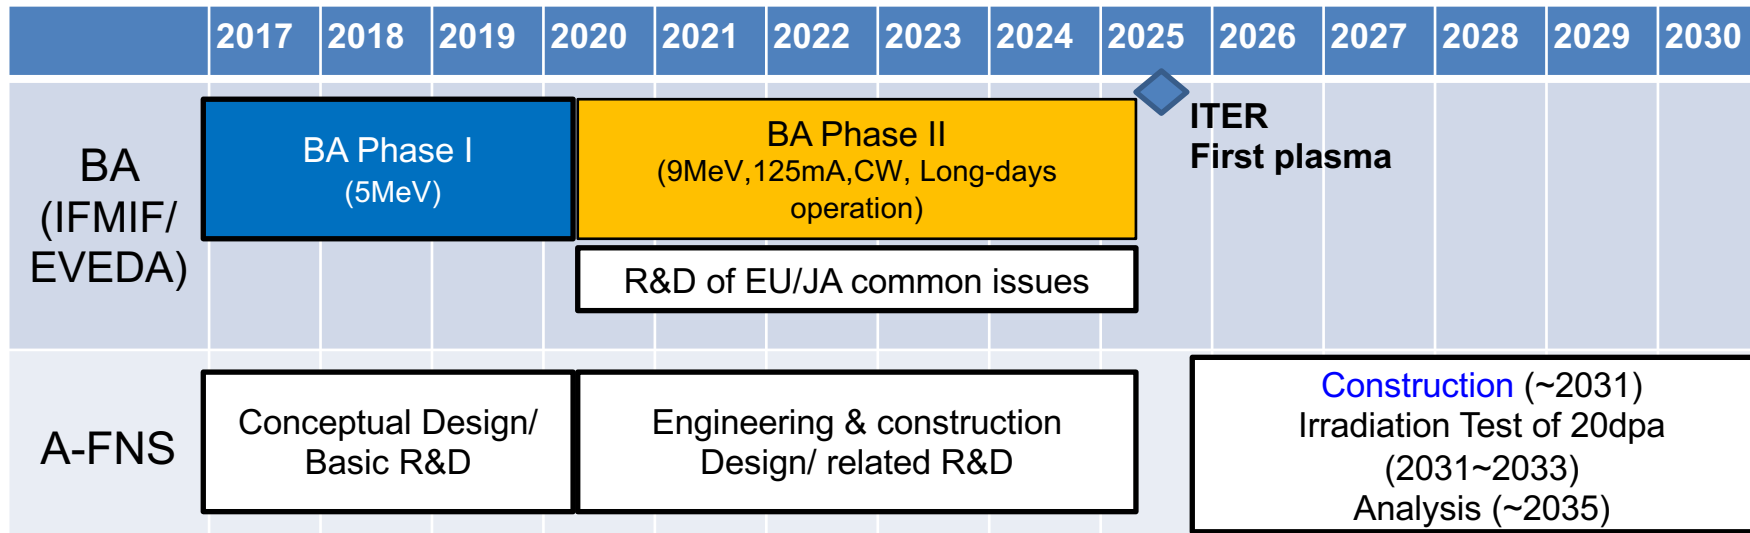 2017 2018 2019 2020 2021 2022 2023 2024 2025 2026 2027 2028 2029 2030
BA
(IFMIF/
EVEDA)
BA Phase I
(5MeV)
BA Phase II
(9MeV,125mA,CW, Long-days
operation)
ITER
First plasma
R&D of EU/JA common issues
A-FNS
Conceptual Design/
Basic R&D
Engineering & construction
Design/ related R&D
Construction (~2031)
Irradiation Test of 20dpa
(2031~2033)
Analysis (~2035)